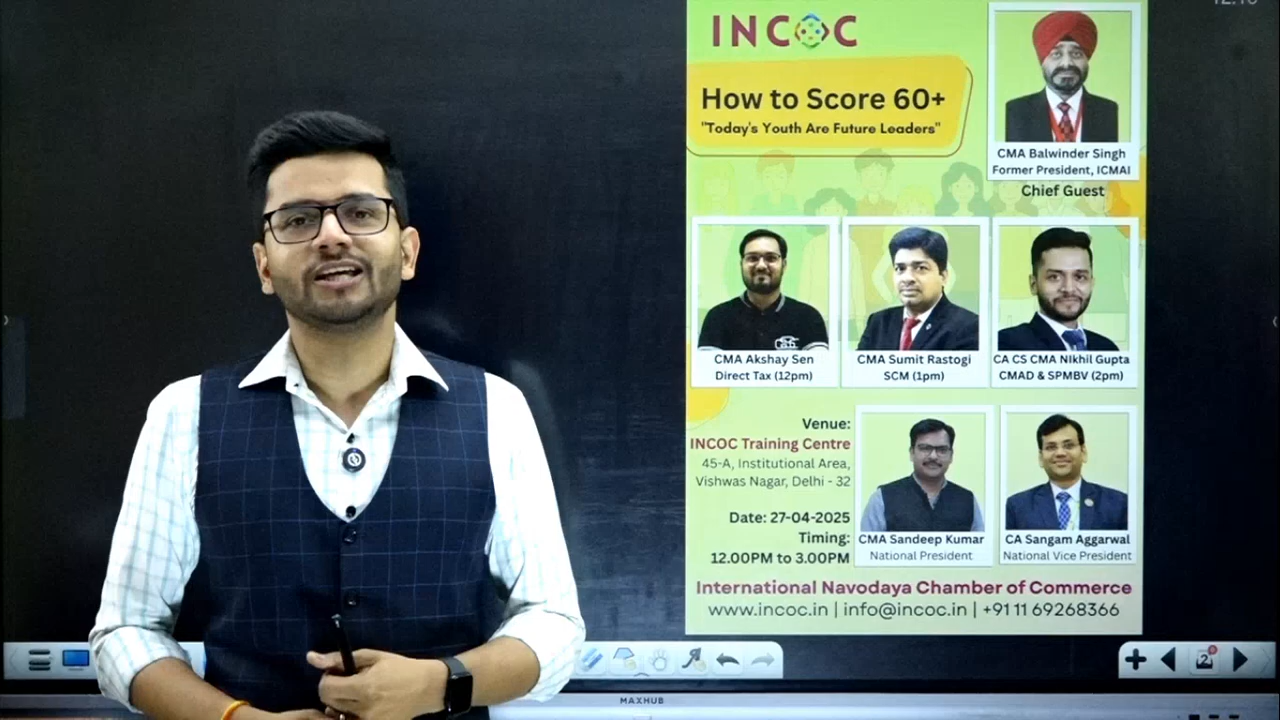 12:10
INCOC
How to Score 60+
"Today's Youth Are Future Leaders"
CMA Balwinder Singh
Former President, ICMAI
Chief Guest
CMA Akshay Sen
Direct Tax (12pm)
CMA Sumit Rastogi
SCM (1pm)
CA CS CMA Nikhil Gupta
CMAD & SPMBV (2pm)
Venue:
INCOC Training Centre
45-A, Institutional Area,
Vishwas Nagar, Delhi - 32
Date: 27-04-2025
Timing:
12.00PM to 3.00PM
CMA Sandeep Kumar
National President
CA Sangam Aggarwal
National Vice President
International Navodaya Chamber of Commerce
www.incoc.in | info@incoc.in | +91 11 69268366
2
MAXHUB